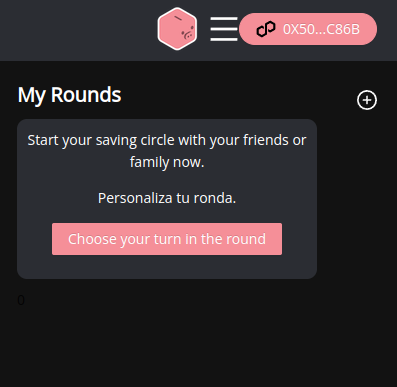 0X50...C86B
My Rounds
Start your saving circle with your friends or
family now.
Personaliza tu ronda.
Choose your turn in the round
0